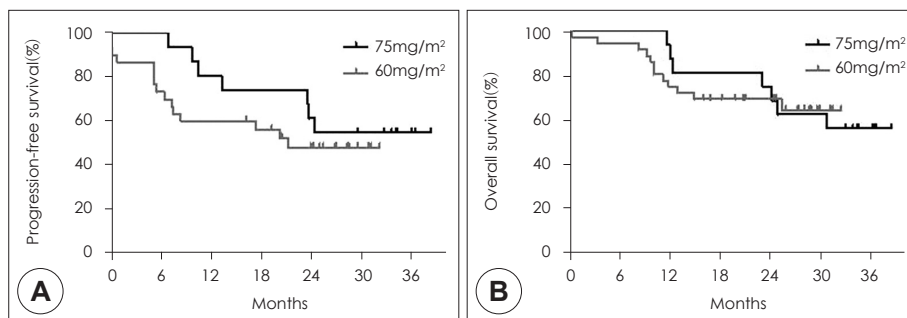 Progression-free survival(%)
100
80
60
40
20
0
75mg/m²
60mg/m²
0 6 12 18 24 30 36
Months
A
Overall survival(%)
100
80
60
40
20
0
75mg/m²
60mg/m²
0 6 12 18 24 30 36
Months
B